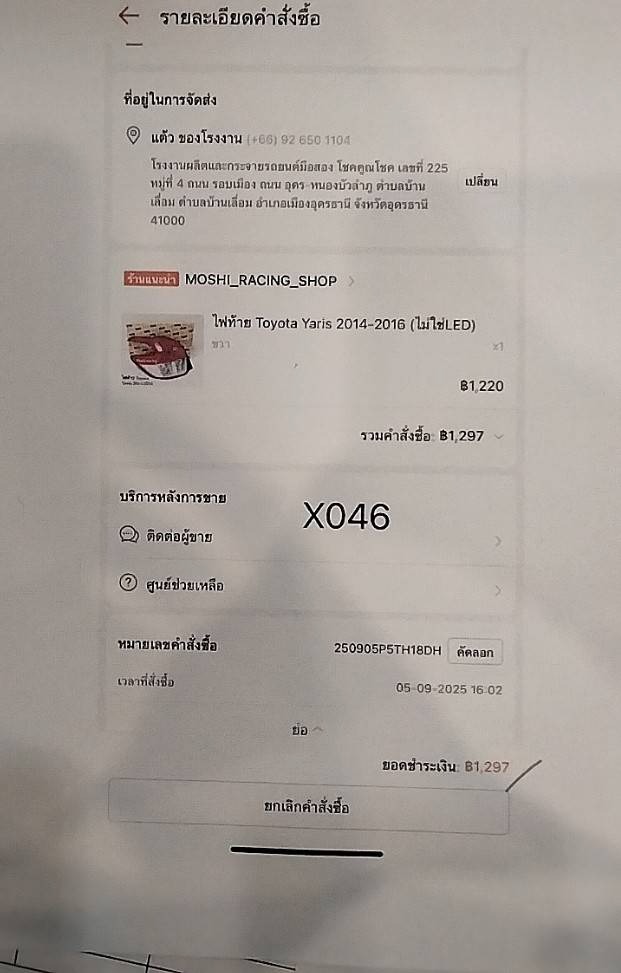 รายละเอียดคำสั่งซื้อ
ที่อยู่ในการจัดส่ง
แต้ว ของโรงงาน (+66) 92 650 1104
โรงงานผลิตและกระจายรถยนต์มือสอง โชคคูณโชค เลขที่ 225
หมู่ที่ 4 ถนน รอบเมือง ถนน อุดร-หนองบัวลำภู ตำบลบ้าน
เปลี่ยน
เลื่อม ตำบลบ้านเลื่อม อำเภอเมืองอุดรธานี จังหวัดอุดรธานี
41000
ร้านแนะนำ MOSHI_RACING_SHOP
ไฟท้าย Toyota Yaris 2014-2016 (ไม่ใช่LED)
ขวา
x1
฿1,220
รวมคำสั่งซื้อ: ฿1,297
บริการหลังการขาย
X046
ติดต่อผู้ขาย
ศูนย์ช่วยเหลือ
หมายเลขคำสั่งซื้อ 250905P5TH18DH คัดลอก
เวลาที่สั่งซื้อ 05-09-2025 16:02
ย่อ
ยอดชำระเงิน: ฿1,297
ยกเลิกคำสั่งซื้อ